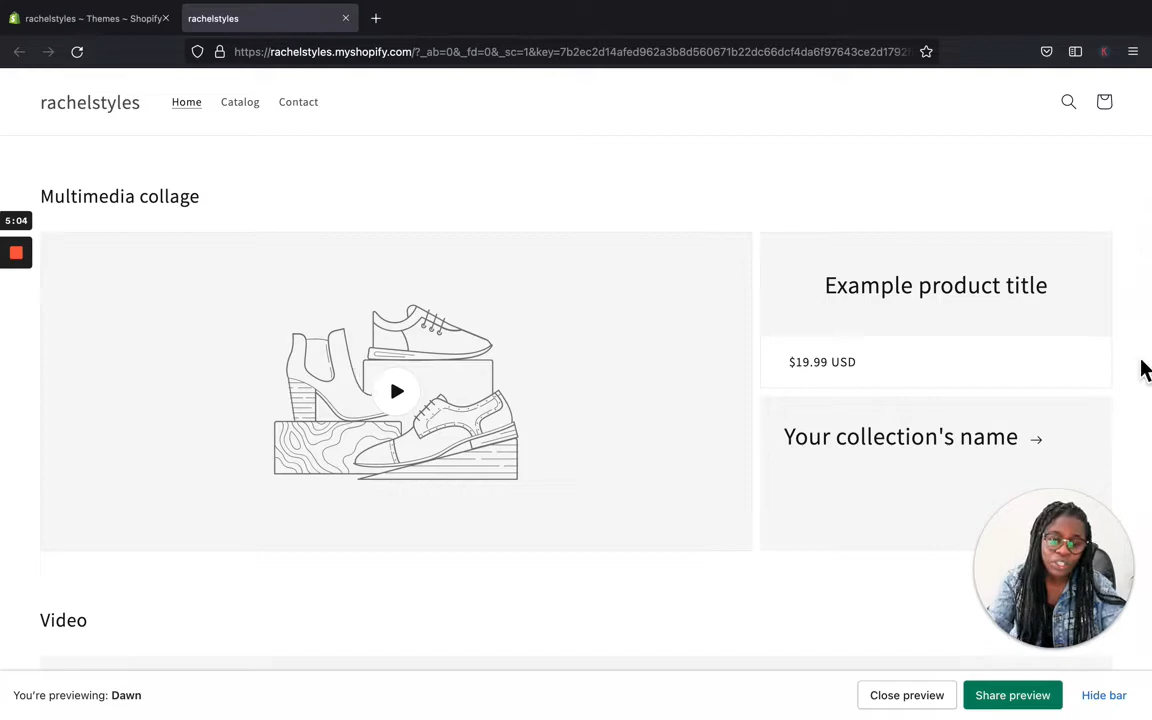 rachelstyles ~ Themes ~ Shopify
rachelstyles
https://rachelstyles.myshopify.com/?_ab=0&_fd=0&_sc=1&key=7b2ec2d14afed962a3b8d560671b22dc66dcf4da6f97643ce2d1792
K
rachelstyles
Home
Catalog
Contact
Multimedia collage
5:04
Example product title
$19.99 USD
Your collection's name →
Video
You're previewing: Dawn
Close preview
Share preview
Hide bar